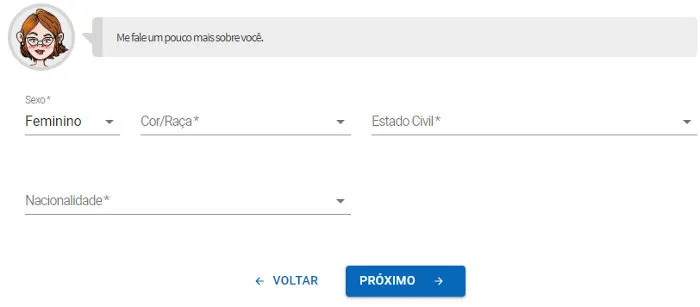 Me fale um pouco mais sobre você.
Sexo *
Feminino
Cor/Raça *
Estado Civil *
Nacionalidade *
VOLTAR
PRÓXIMO